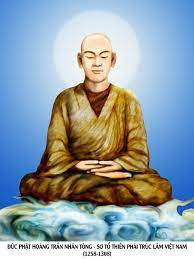 ĐỨC PHẬT HOÀNG TRẦN NHÂN TÔNG - SƠ TỔ THIỀN PHÁI TRÚC LÂM VIỆT NAM
(1258-1308)